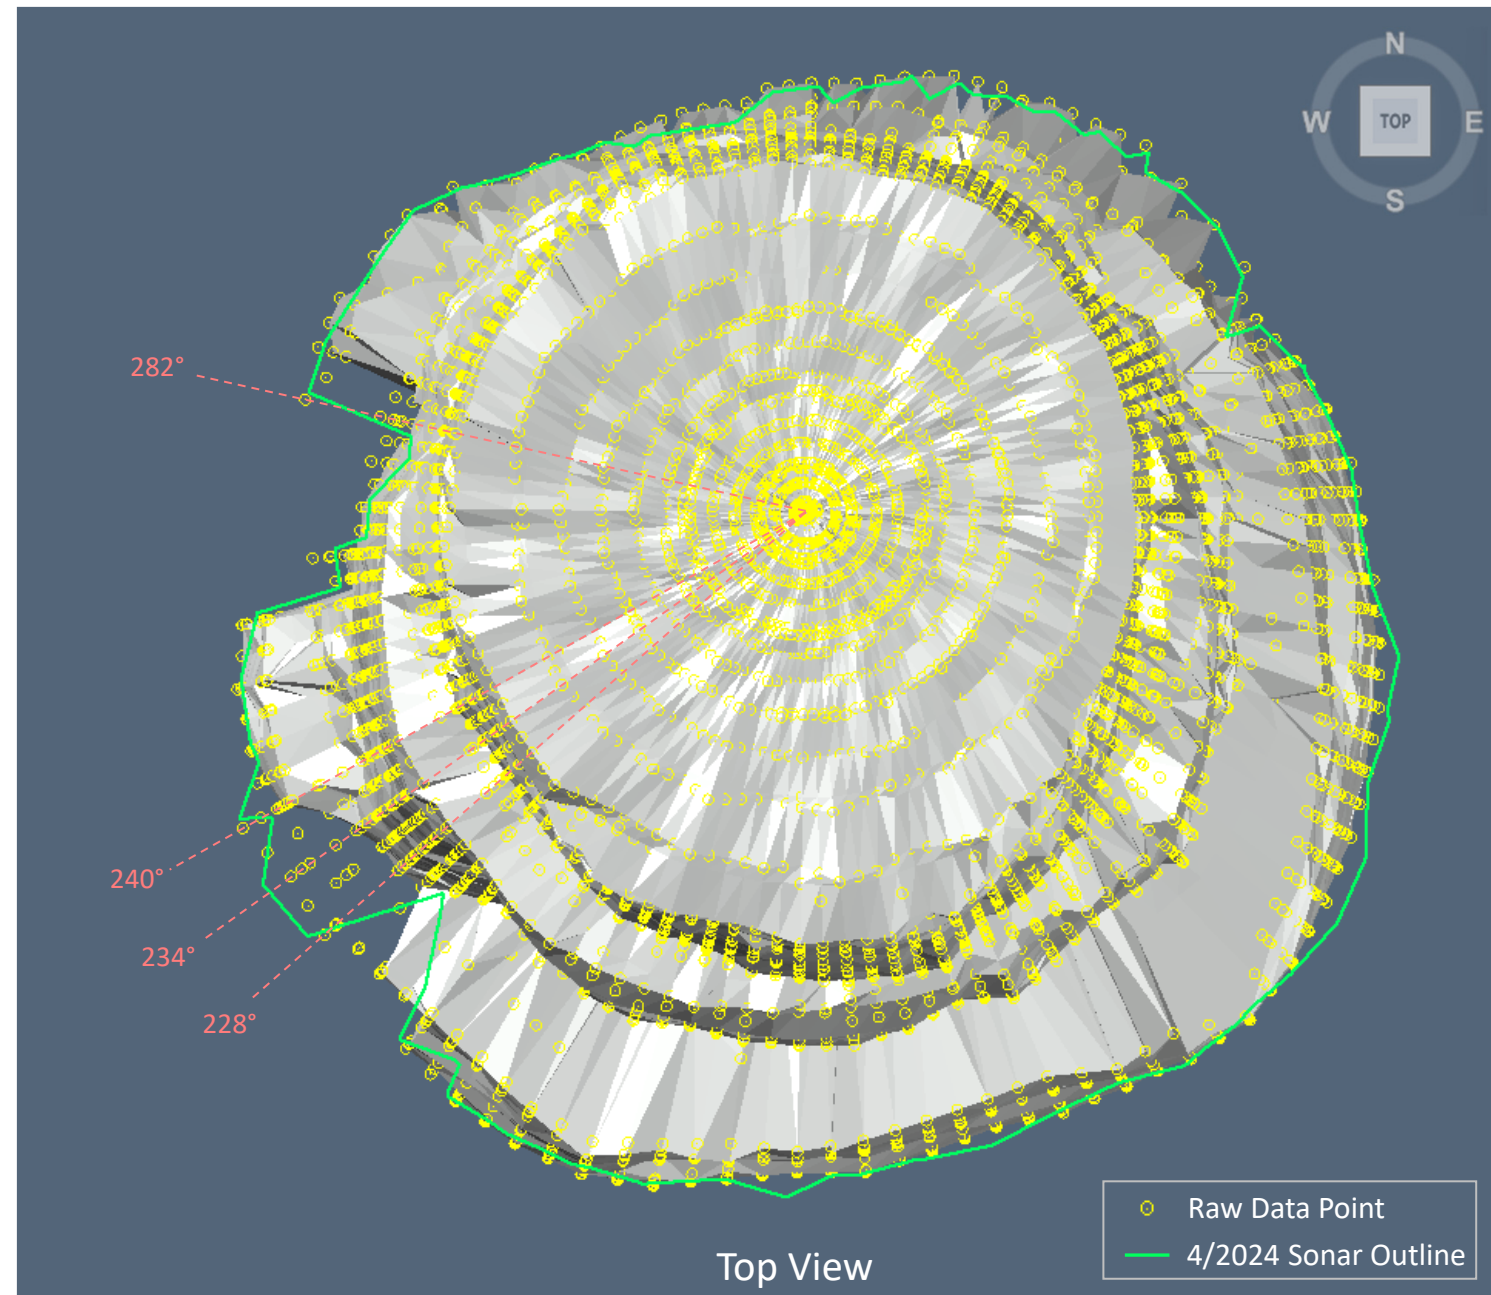 N
W TOP E
S
282°
240°
234°
228°
Raw Data Point
4/2024 Sonar Outline
Top View